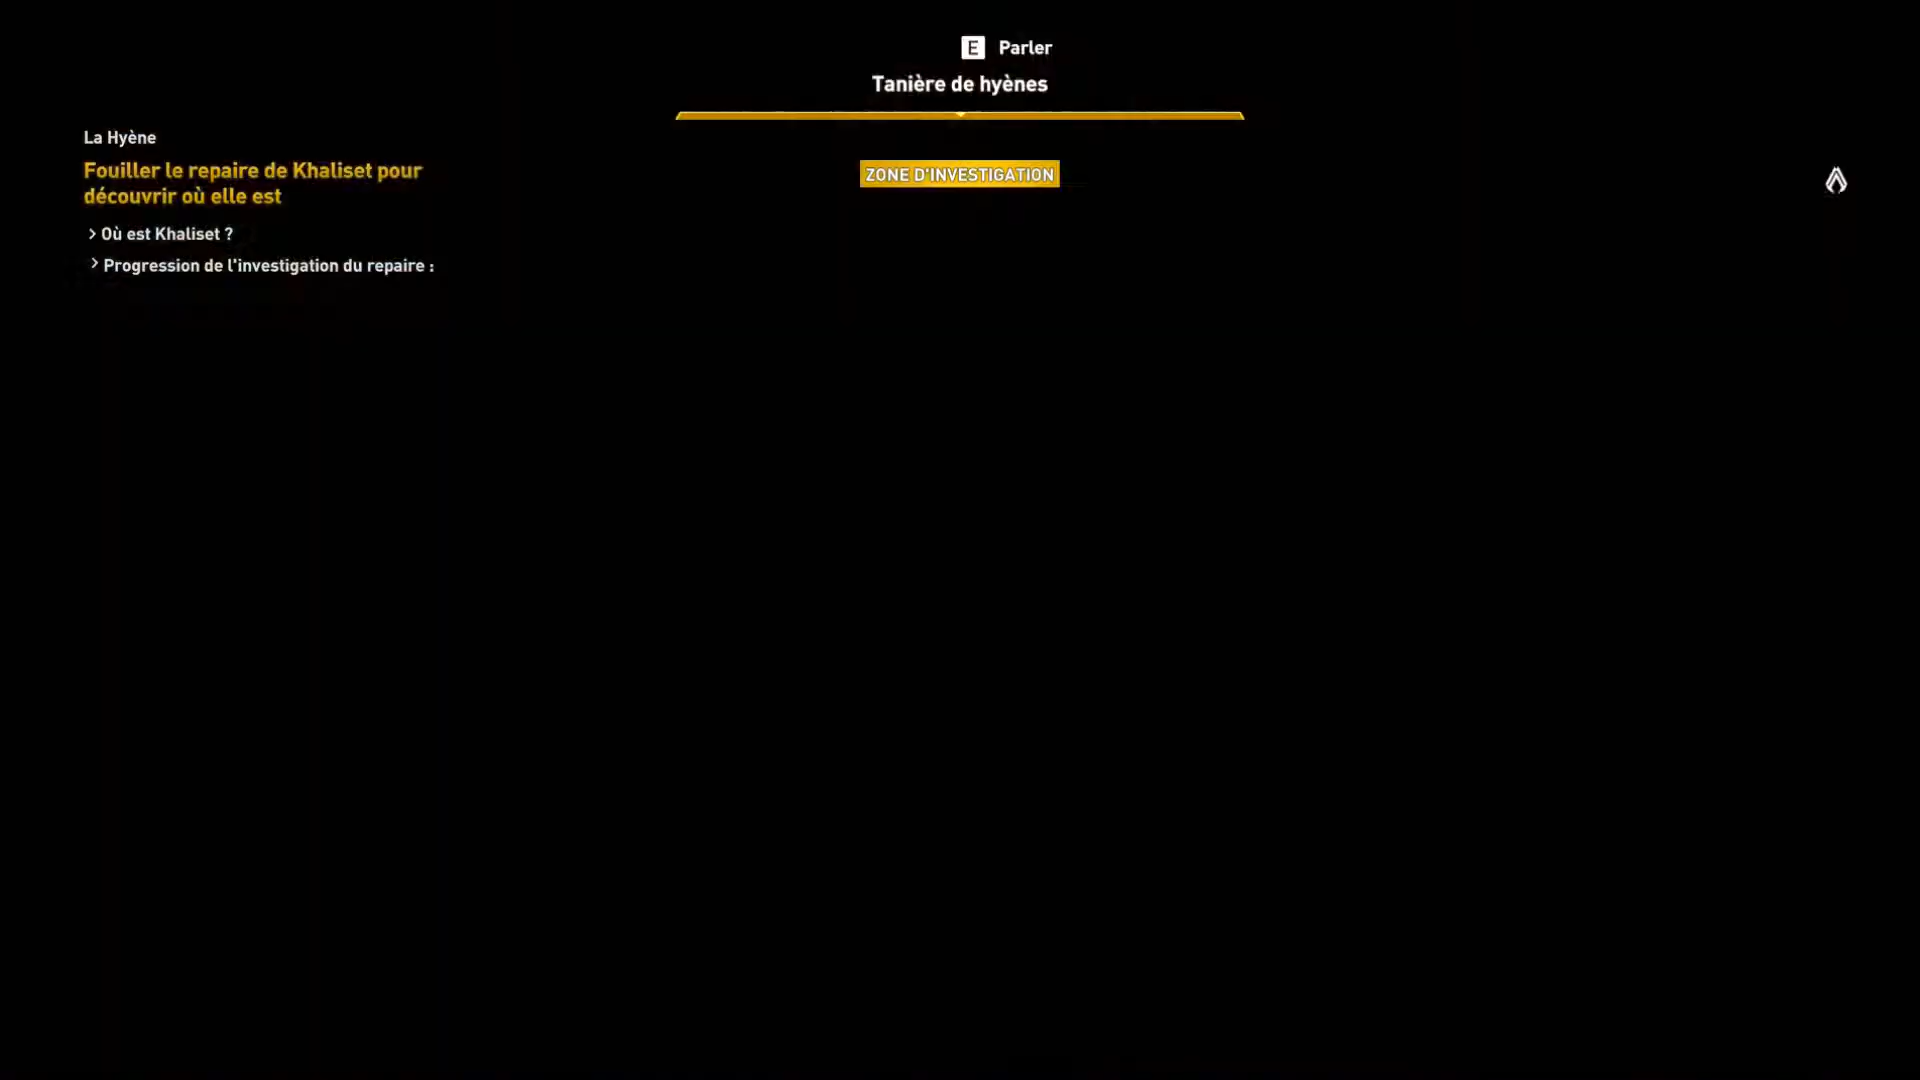 E Parler
Tanière de hyènes
La Hyène
Fouiller le repaire de Khaliset pour
découvrir où elle est
ZONE D'INVESTIGATION
> Où est Khaliset ?
> Progression de l'investigation du repaire :